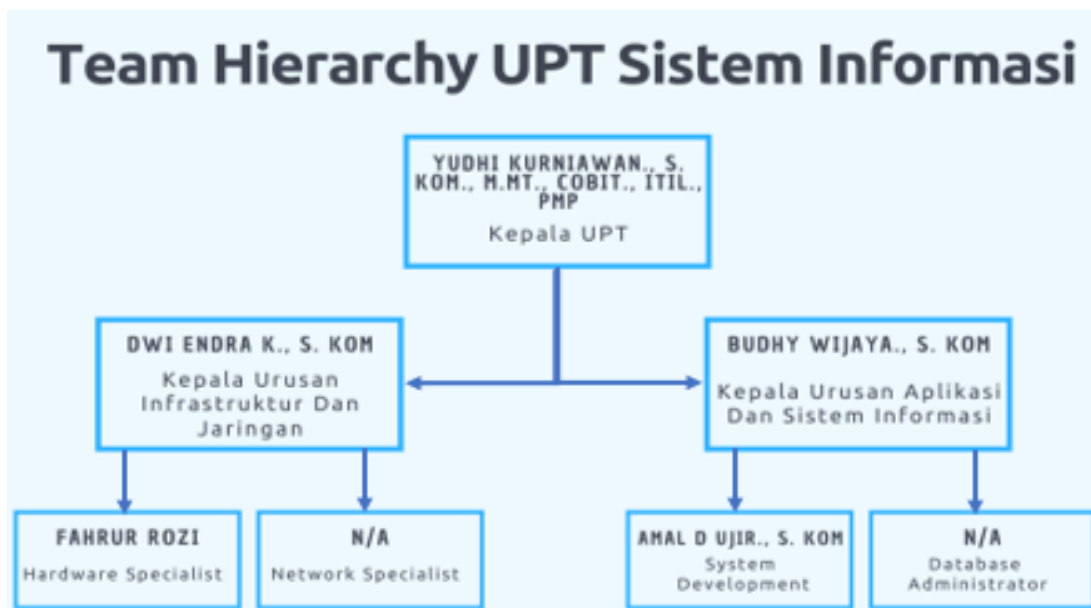 Team Hierarchy UPT Sistem Informasi
YUDHI KURNIAWAN., S.
KOM., M.MT., COBIT., ITIL.,
PMP
Kepala UPT
DWI ENDRA K., S. KOM
Kepala Urusan
Infrastruktur Dan
Jaringan
BUDHY WIJAYA., S. KOM
Kepala Urusan Aplikasi
Dan Sistem Informasi
FAHRUR ROZI
Hardware Specialist
N/A
Network Specialist
AMAL D UJIR., S. KOM
System
Development
N/A
Database
Administrator